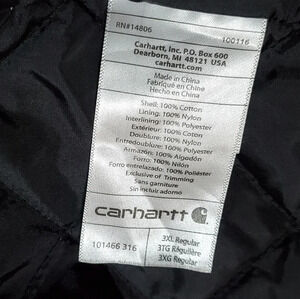 RN#14806 100116
Carhartt, Inc. P.O. Box 600
Dearborn, MI 48121 USA
carhartt.com
Made in China
Fabriqué en Chine
Hecho en China
Shell: 100% Cotton
Lining: 100% Nylon
Interlining: 100% Polyester
Extérieur: 100% Coton
Doublure: 100% Nylon
Entredoublure: 100% Polyester
Armazón: 100% Algodón
Forro: 100% Nilón
Forro entrelazado: 100% Poliéster
Exclusive of Trimming
Sans garniture
Sin incluir adorno
carhartt
101466 316
3XL Regular
3TG Régulière
3XG Regular